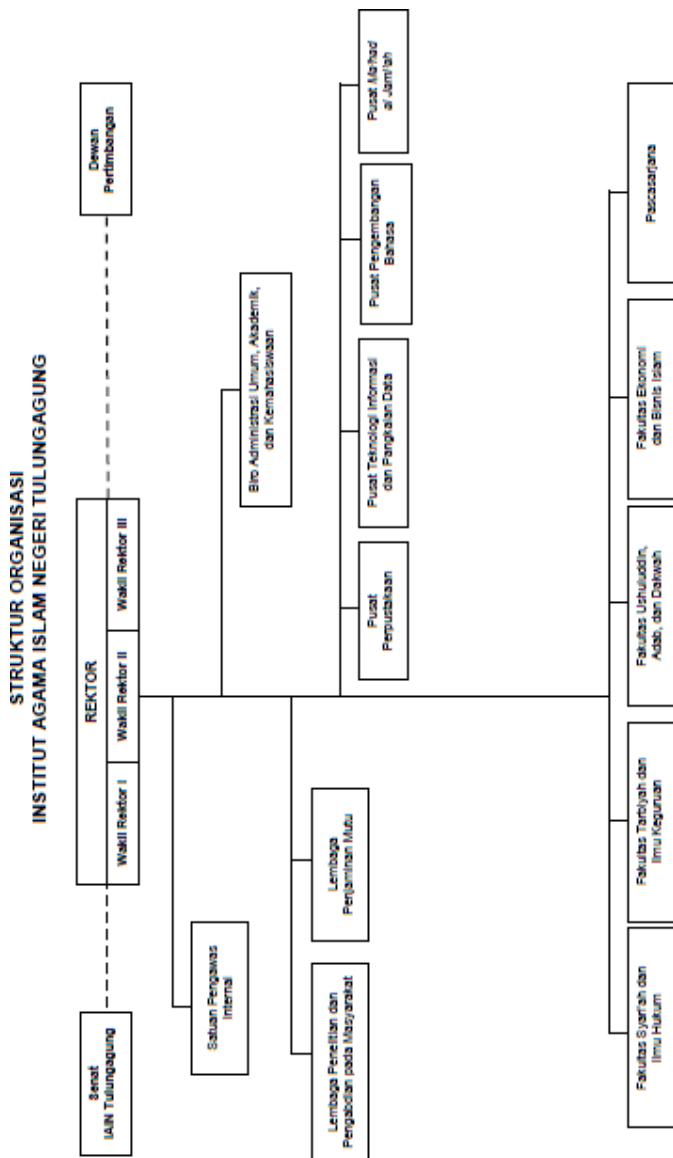 STRUKTUR ORGANISASI
INSTITUT AGAMA ISLAM NEGERI TULUNGAGUNG
Senat
IAIN Tulungagung
REKTOR
Wakil Rektor I
Wakil Rektor II
Wakil Rektor III
Dewan
Pertimbangan
Satuan Pengawas
Internal
Biro Administrasi Umum, Akademik,
dan Kemahasiswaan
Lembaga Penelitian dan
Pengabdian pada Masyarakat
Lembaga
Penjaminan Mutu
Pusat
Perpustakaan
Pusat Teknologi Informasi
dan Pangkalan Data
Pusat Pengembangan
Bahasa
Pusat Ma'had
al Jami'ah
Fakultas Syari'ah dan
Ilmu Hukum
Fakultas Tarbiyah dan
Ilmu Keguruan
Fakultas Ushuluddin,
Adab, dan Dakwah
Fakultas Ekonomi
dan Bisnis Islam
Pascasarjana